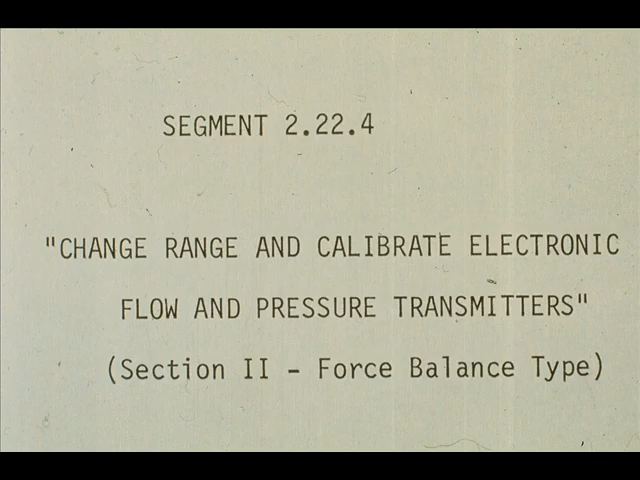 SEGMENT 2.22.4
"CHANGE RANGE AND CALIBRATE ELECTRONIC
FLOW AND PRESSURE TRANSMITTERS"
(Section II - Force Balance Type)